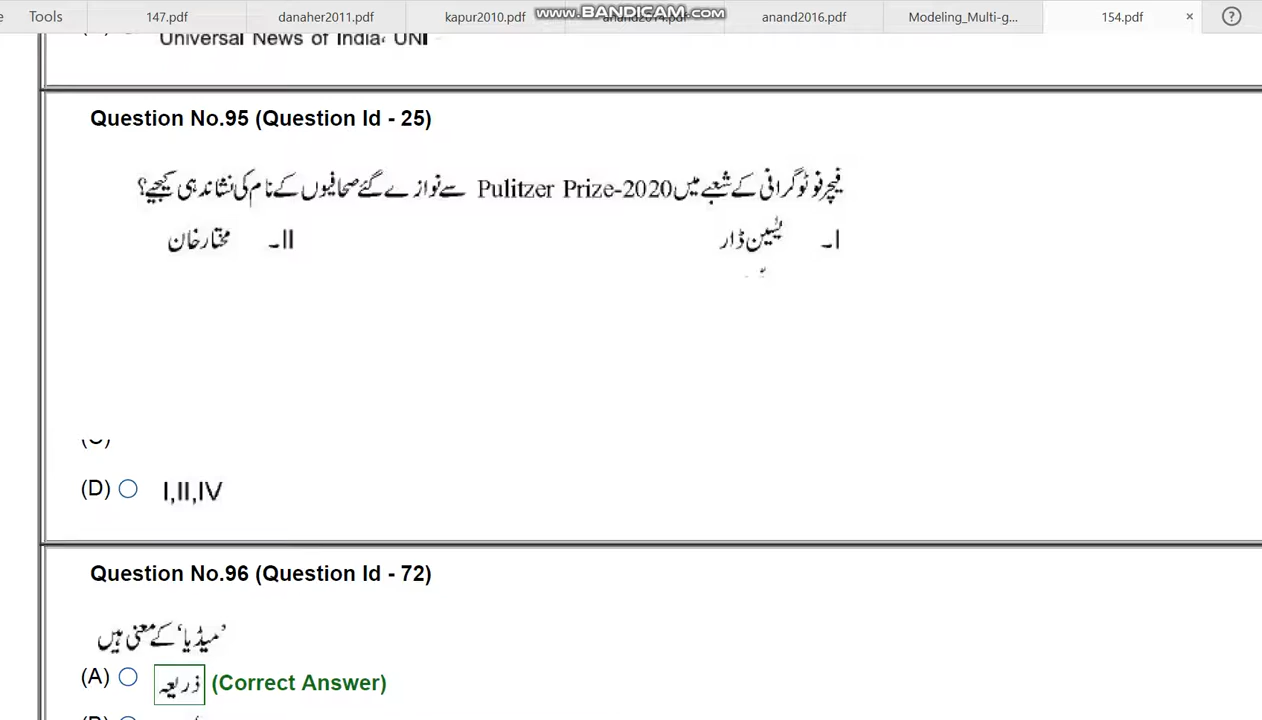 Tools 147.pdf danaher2011.pdf kapur2010.pdf anand2014.pdf anand2016.pdf Modeling_Multi-g... 154.pdf × ?
www.BANDICAM.com
Universal News of India، UNI
Question No.95 (Question Id - 25)
فیچر فوٹوگرافی کے شعبے میں Pulitzer Prize-2020 سے نوازے گئے صحافیوں کے نام کی نشاندہی کیجیے؟
I۔ یٰسین ڈار II۔ مختار خان
(D) I,II,IV
Question No.96 (Question Id - 72)
’میڈیا‘ کے معنی ہیں
(A) ذریعہ (Correct Answer)